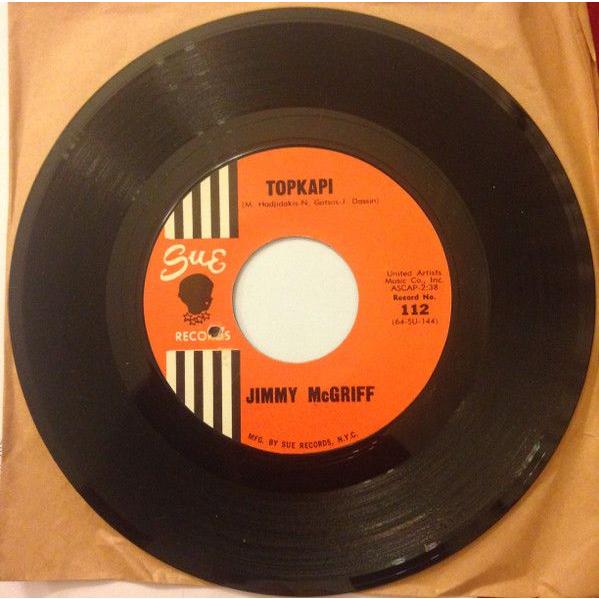 TOPKAPI
(M. Hadjidakis-N. Gatsos-J. Dassin)
Sue
RECORDS
United Artists
Music Co., Inc.
ASCAP-2:38
Record No.
112
(64-SU-144)
JIMMY McGRIFF
MFG. BY SUE RECORDS, N.Y.C.